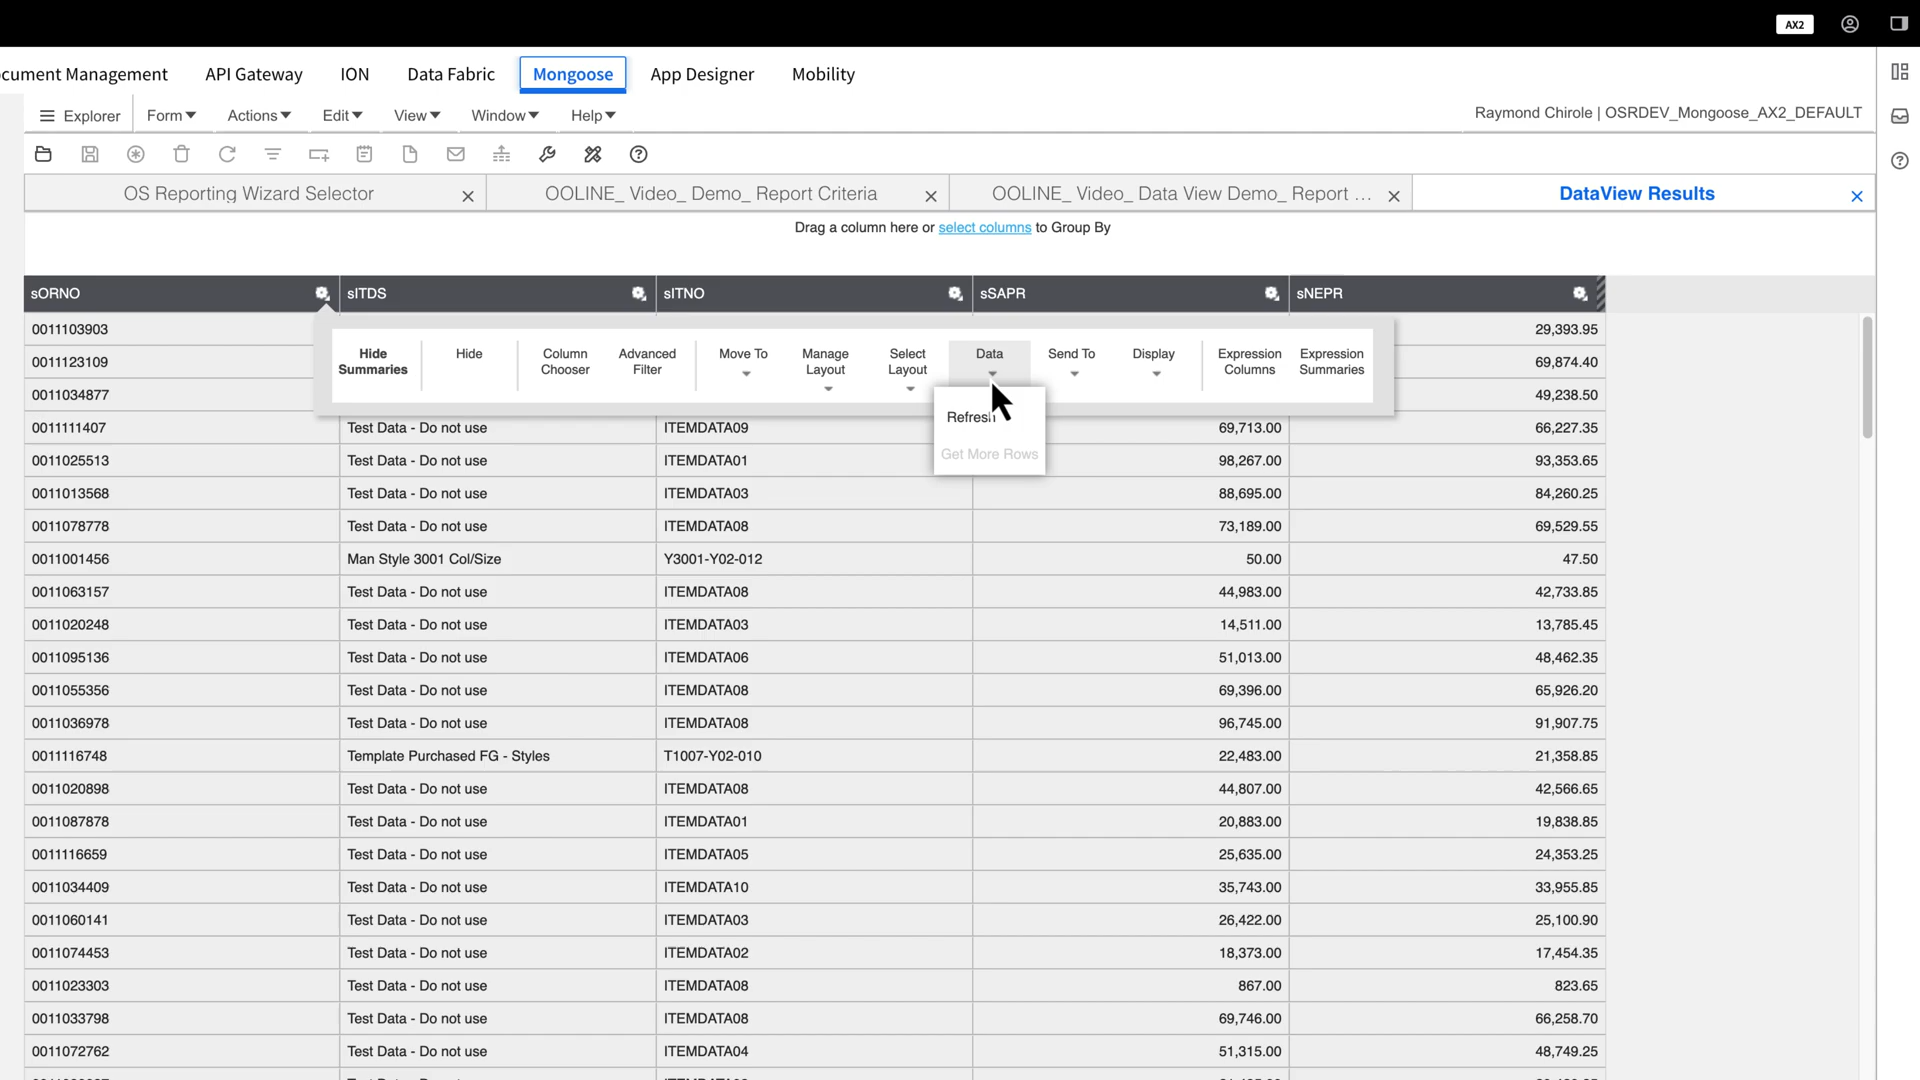 AX2
cument Management API Gateway ION Data Fabric Mongoose App Designer Mobility
Explorer Form Actions Edit View Window Help Raymond Chirole | OSRDEV_Mongoose_AX2_DEFAULT
OS Reporting Wizard Selector OOLINE_ Video_ Demo_ Report Criteria OOLINE_ Video_ Data View Demo_ Report ... DataView Results
Drag a column here or select columns to Group By
sORNO sITDS sITNO sSAPR sNEPR
0011103903 29,393.95
0011123109 69,874.40
0011034877 49,238.50
Hide Summaries Hide Column Chooser Advanced Filter Move To Manage Layout Select Layout Data Send To Display Expression Columns Expression Summaries
Refresh
Get More Rows
0011111407 Test Data - Do not use ITEMDATA09 69,713.00 66,227.35
0011025513 Test Data - Do not use ITEMDATA01 98,267.00 93,353.65
0011013568 Test Data - Do not use ITEMDATA03 88,695.00 84,260.25
0011078778 Test Data - Do not use ITEMDATA08 73,189.00 69,529.55
0011001456 Man Style 3001 Col/Size Y3001-Y02-012 50.00 47.50
0011063157 Test Data - Do not use ITEMDATA08 44,983.00 42,733.85
0011020248 Test Data - Do not use ITEMDATA03 14,511.00 13,785.45
0011095136 Test Data - Do not use ITEMDATA06 51,013.00 48,462.35
0011055356 Test Data - Do not use ITEMDATA08 69,396.00 65,926.20
0011036978 Test Data - Do not use ITEMDATA08 96,745.00 91,907.75
0011116748 Template Purchased FG - Styles T1007-Y02-010 22,483.00 21,358.85
0011020898 Test Data - Do not use ITEMDATA08 44,807.00 42,566.65
0011087878 Test Data - Do not use ITEMDATA01 20,883.00 19,838.85
0011116659 Test Data - Do not use ITEMDATA05 25,635.00 24,353.25
0011034409 Test Data - Do not use ITEMDATA10 35,743.00 33,955.85
0011060141 Test Data - Do not use ITEMDATA03 26,422.00 25,100.90
0011074453 Test Data - Do not use ITEMDATA02 18,373.00 17,454.35
0011023303 Test Data - Do not use ITEMDATA08 867.00 823.65
0011033798 Test Data - Do not use ITEMDATA08 69,746.00 66,258.70
0011072762 Test Data - Do not use ITEMDATA04 51,315.00 48,749.25